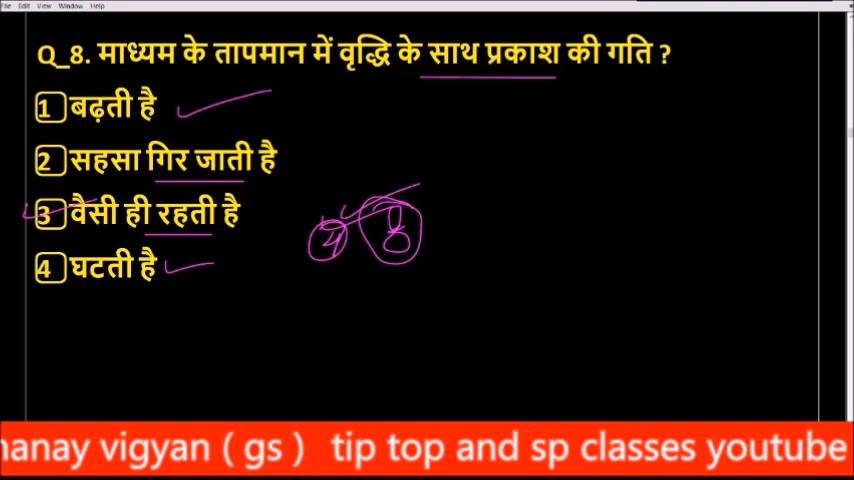 File Edit View Window Help
Q_8. माध्यम के तापमान में वृद्धि के साथ प्रकाश की गति ?
1 बढ़ती है
2 सहसा गिर जाती है
3 वैसी ही रहती है
4 घटती है
vigyan ( gs ) tip top and sp classes youtube